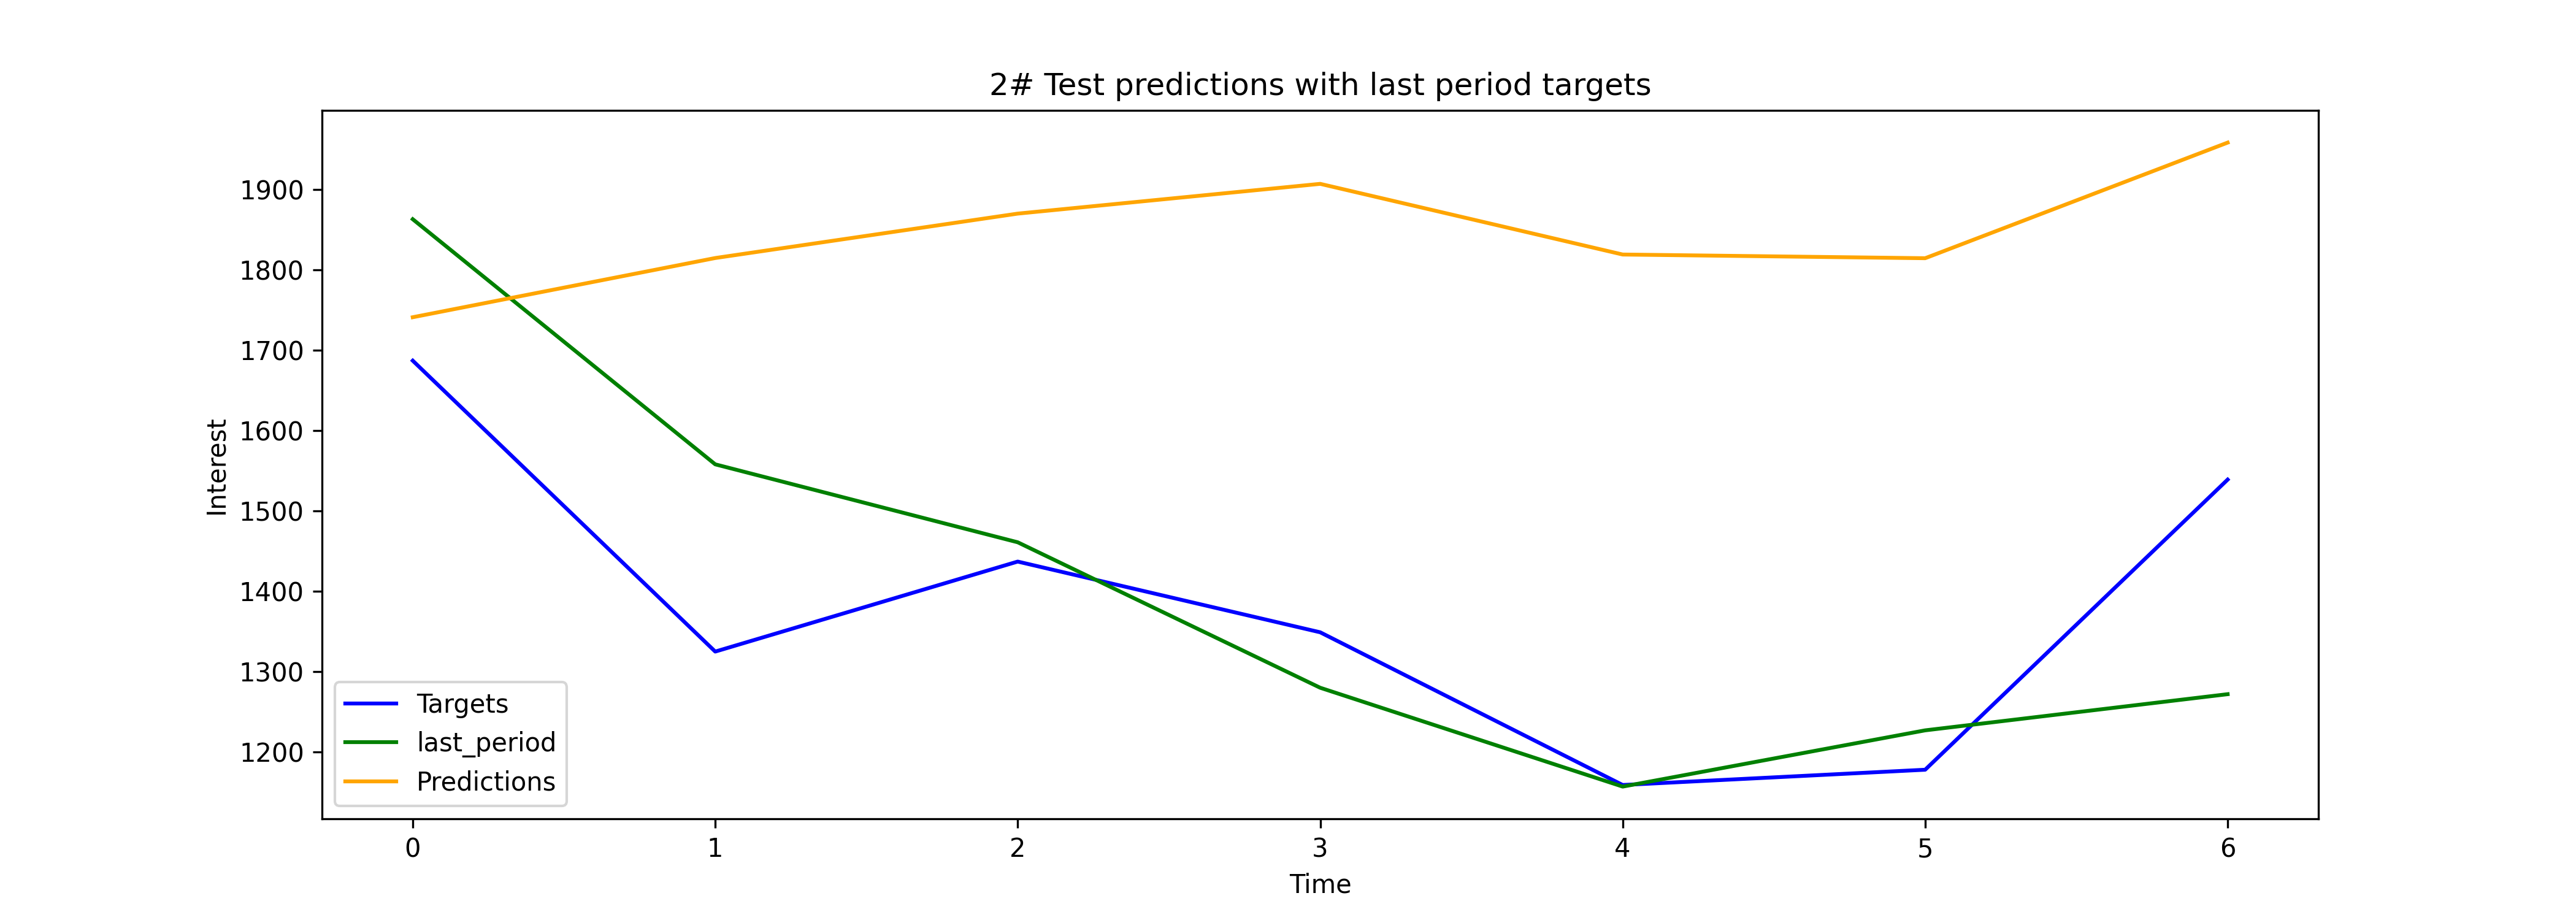 2# Test predictions with last period targets
Interest
1900
1800
1700
1600
1500
1400
1300
1200
Targets
last_period
Predictions
0 1 2 3 4 5 6
Time